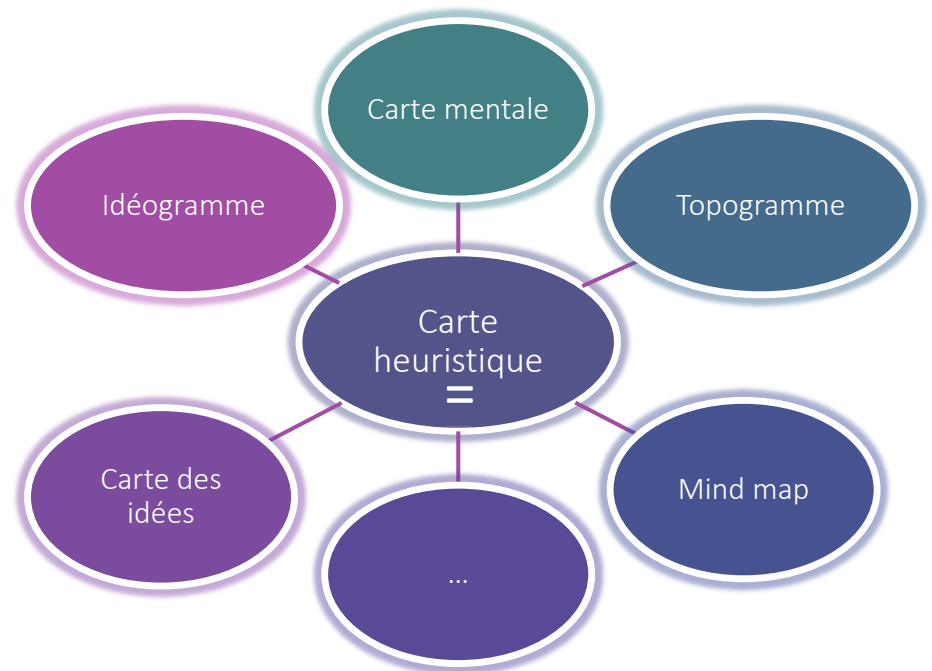 Carte mentale
Idéogramme
Topogramme
Carte
heuristique
=
Carte des
idées
Mind map
...